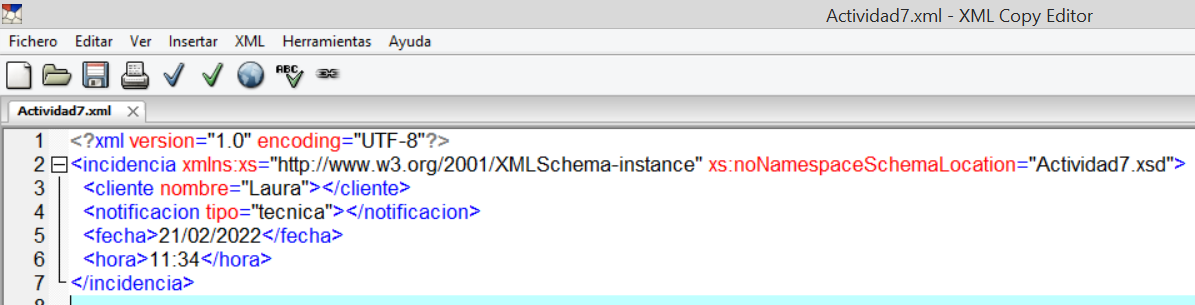 Actividad7.xml - XML Copy Editor
Fichero Editar Ver Insertar XML Herramientas Ayuda
ABC
Actividad7.xml
1 <?xml version="1.0" encoding="UTF-8"?>
2 <incidencia xmlns:xs="http://www.w3.org/2001/XMLSchema-instance" xs:noNamespaceSchemaLocation="Actividad7.xsd">
3 <cliente nombre="Laura"></cliente>
4 <notificacion tipo="tecnica"></notificacion>
5 <fecha>21/02/2022</fecha>
6 <hora>11:34</hora>
7 </incidencia>
8